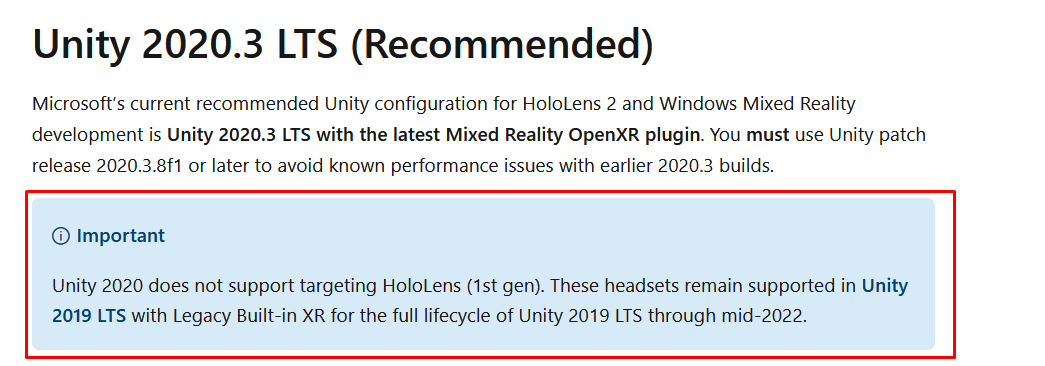 Unity 2020.3 LTS (Recommended)
Microsoft's current recommended Unity configuration for HoloLens 2 and Windows Mixed Reality
development is Unity 2020.3 LTS with the latest Mixed Reality OpenXR plugin. You must use Unity patch
release 2020.3.8f1 or later to avoid known performance issues with earlier 2020.3 builds.
Important
Unity 2020 does not support targeting HoloLens (1st gen). These headsets remain supported in Unity
2019 LTS with Legacy Built-in XR for the full lifecycle of Unity 2019 LTS through mid-2022.